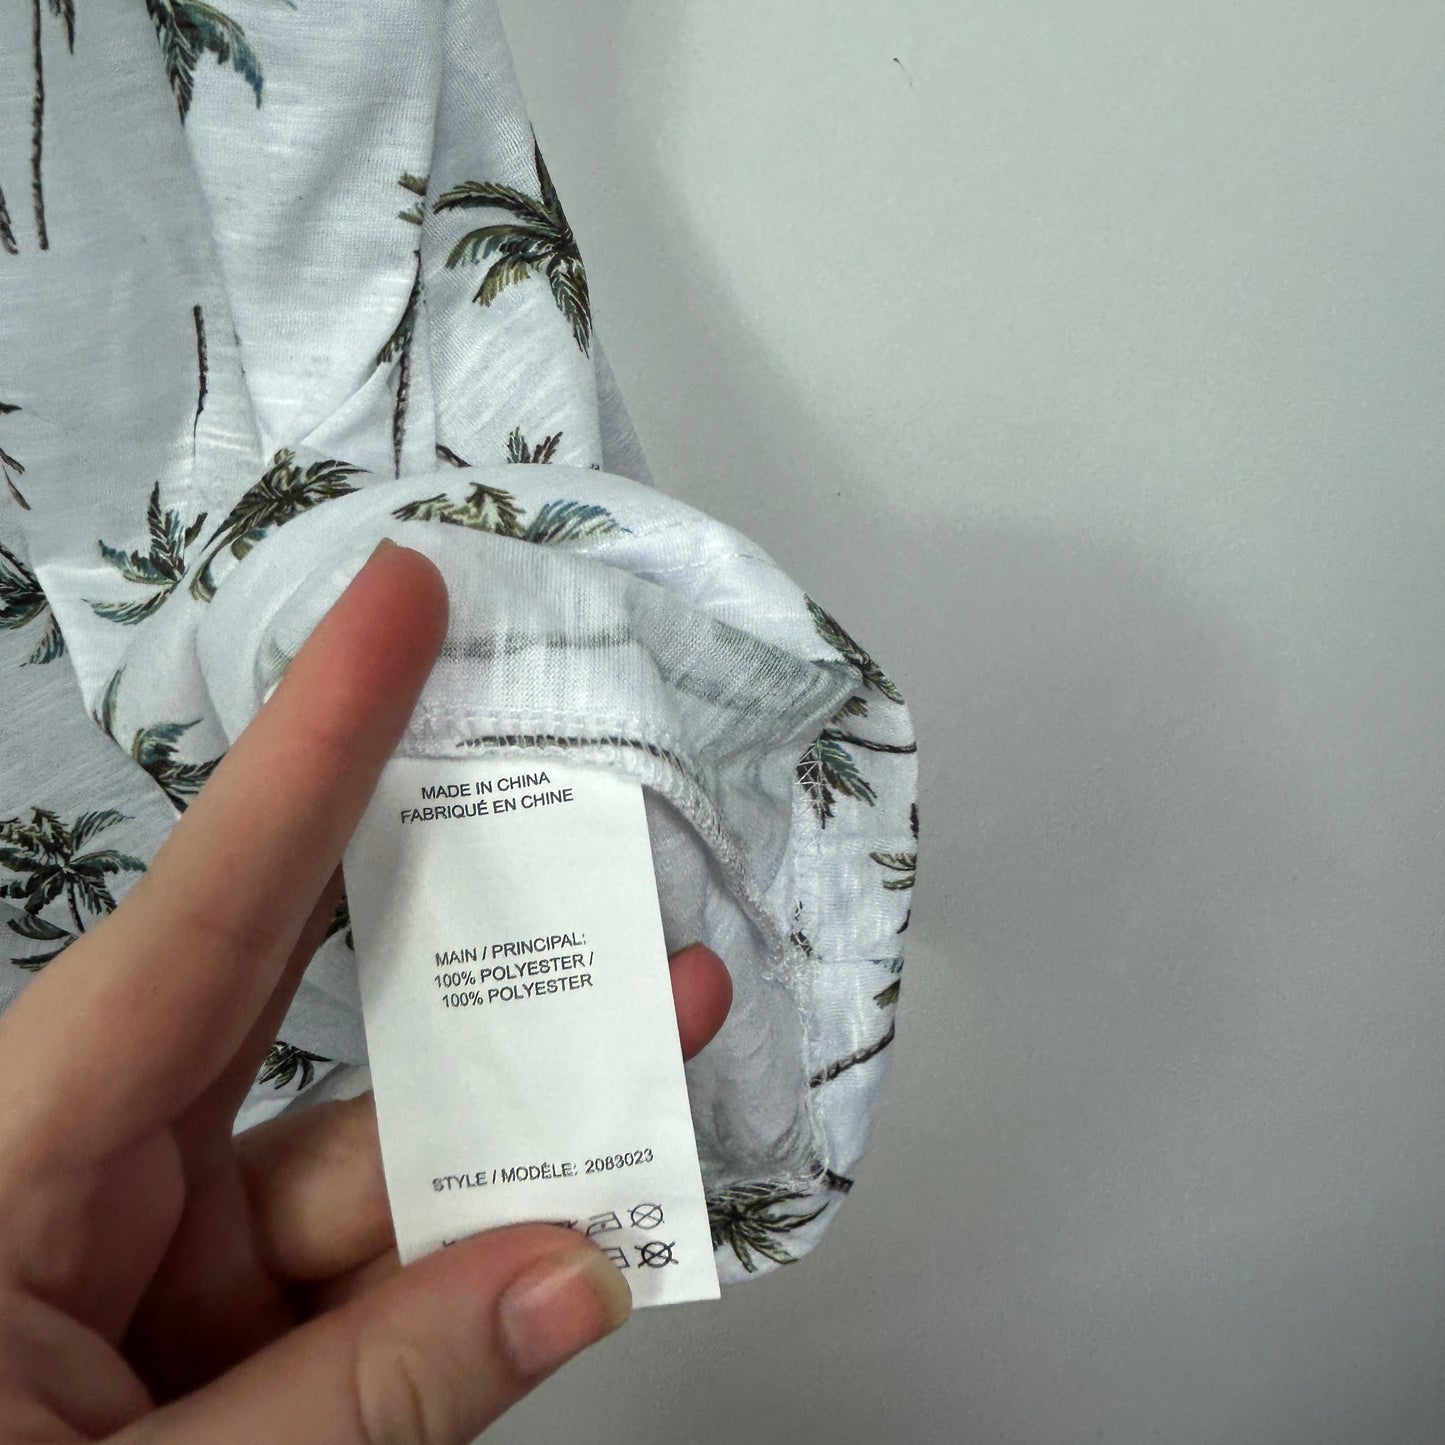 MADE IN CHINA
FABRIQUÉ EN CHINE
MAIN / PRINCIPAL:
100% POLYESTER /
100% POLYESTER
STYLE / MODÈLE: 2083023